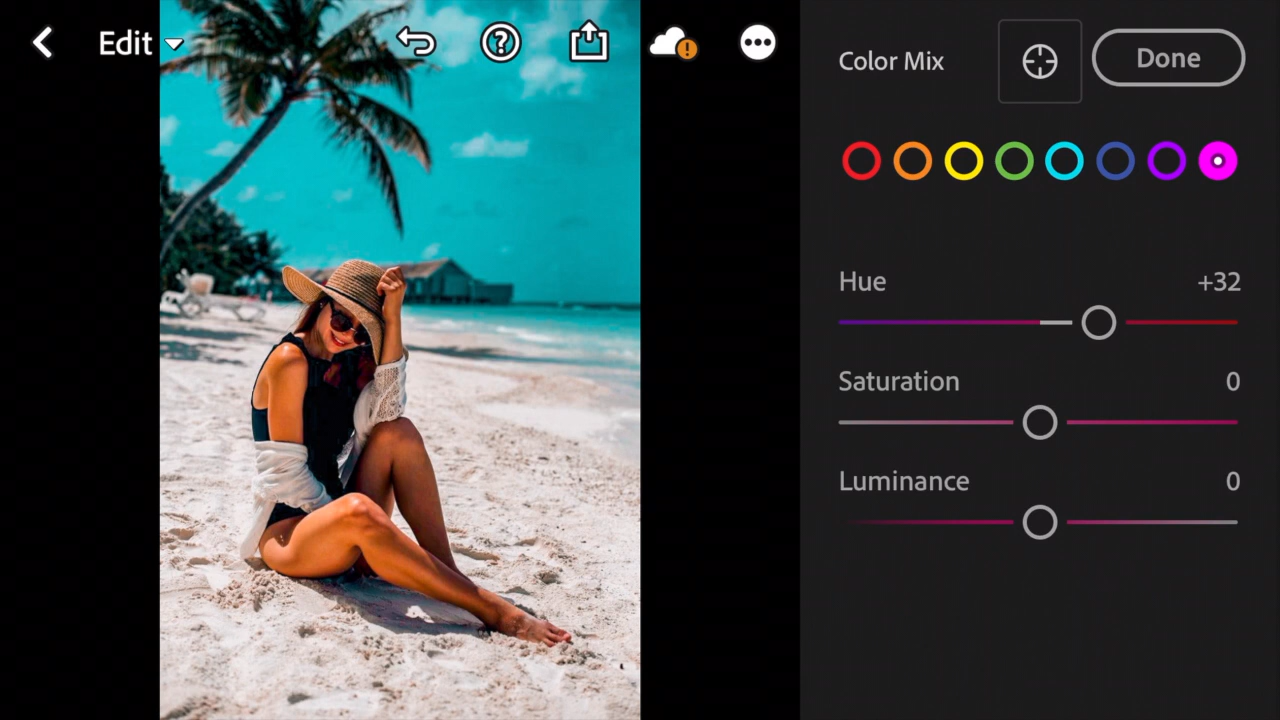 Edit
?
!
Color Mix
Done
Hue +32
Saturation 0
Luminance 0